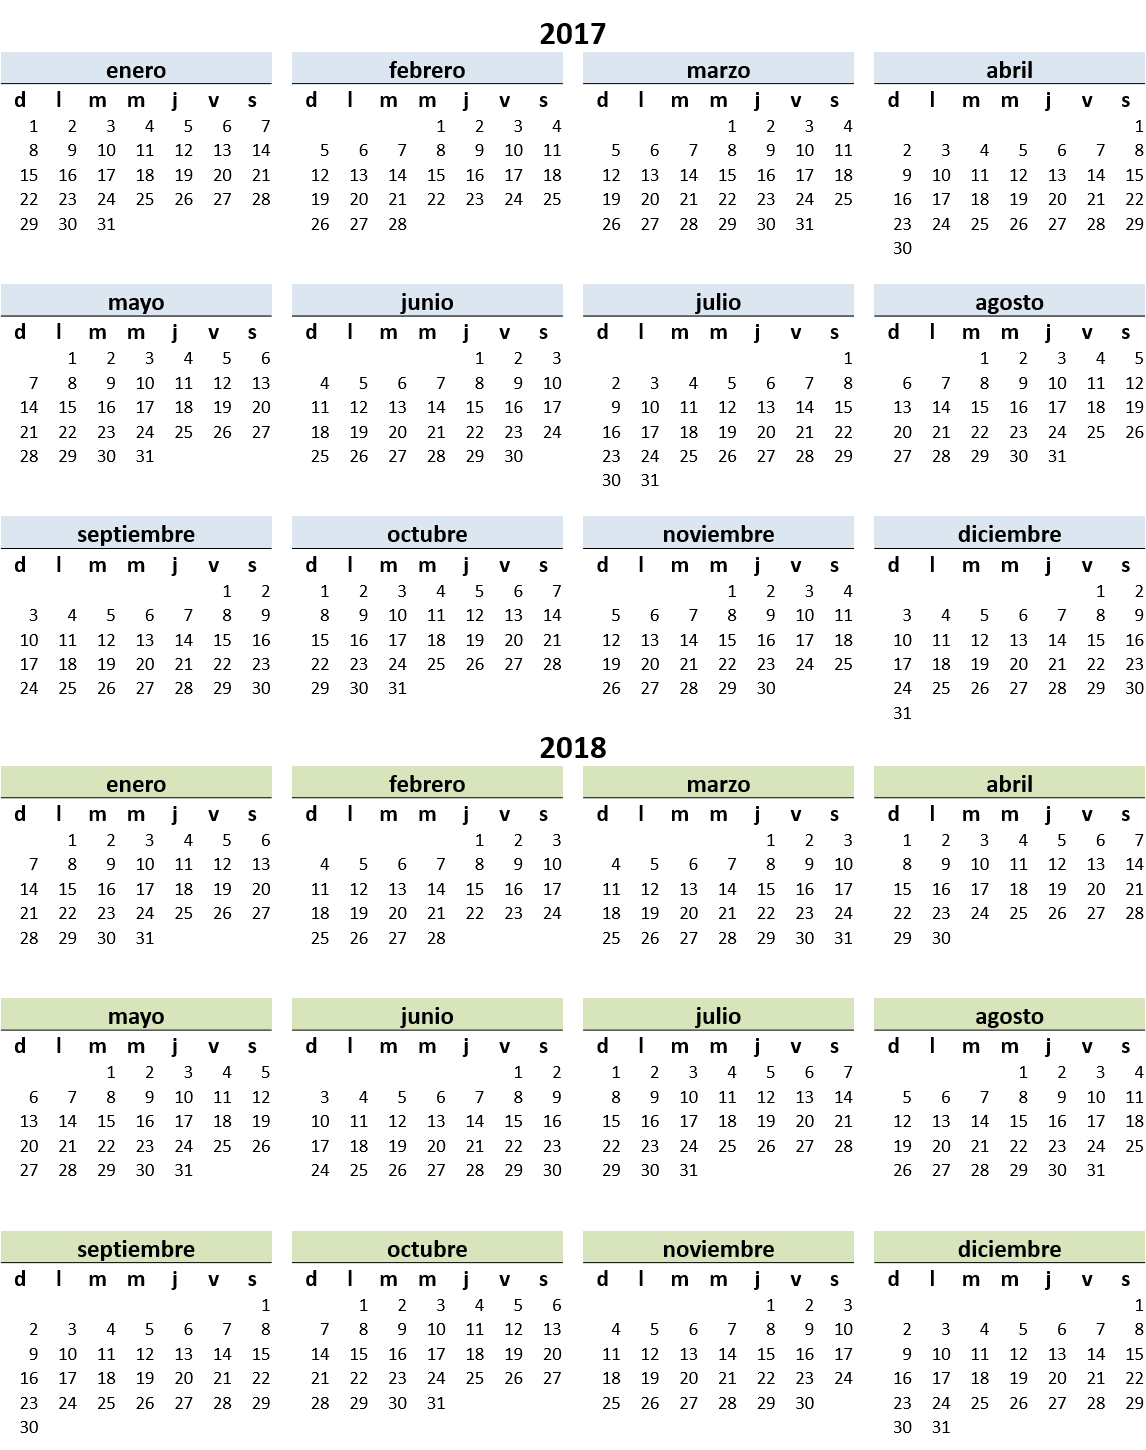 2017
enero febrero marzo abril
d l m m j v s d l m m j v s d l m m j v s d l m m j v s
1 2 3 4 5 6 7 1 2 3 4 1 2 3 4 1
8 9 10 11 12 13 14 5 6 7 8 9 10 11 5 6 7 8 9 10 11 2 3 4 5 6 7 8
15 16 17 18 19 20 21 12 13 14 15 16 17 18 12 13 14 15 16 17 18 9 10 11 12 13 14 15
22 23 24 25 26 27 28 19 20 21 22 23 24 25 19 20 21 22 23 24 25 16 17 18 19 20 21 22
29 30 31 26 27 28 26 27 28 29 30 31 23 24 25 26 27 28 29
30
mayo junio julio agosto
d l m m j v s d l m m j v s d l m m j v s d l m m j v s
1 2 3 4 5 6 1 2 3 1 1 2 3 4 5
7 8 9 10 11 12 13 4 5 6 7 8 9 10 2 3 4 5 6 7 8 6 7 8 9 10 11 12
14 15 16 17 18 19 20 11 12 13 14 15 16 17 9 10 11 12 13 14 15 13 14 15 16 17 18 19
21 22 23 24 25 26 27 18 19 20 21 22 23 24 16 17 18 19 20 21 22 20 21 22 23 24 25 26
28 29 30 31 25 26 27 28 29 30 23 24 25 26 27 28 29 27 28 29 30 31
30 31
septiembre octubre noviembre diciembre
d l m m j v s d l m m j v s d l m m j v s d l m m j v s
1 2 1 2 3 4 5 6 7 1 2 3 4 1 2
3 4 5 6 7 8 9 8 9 10 11 12 13 14 5 6 7 8 9 10 11 3 4 5 6 7 8 9
10 11 12 13 14 15 16 15 16 17 18 19 20 21 12 13 14 15 16 17 18 10 11 12 13 14 15 16
17 18 19 20 21 22 23 22 23 24 25 26 27 28 19 20 21 22 23 24 25 17 18 19 20 21 22 23
24 25 26 27 28 29 30 29 30 31 26 27 28 29 30 24 25 26 27 28 29 30
31
2018
enero febrero marzo abril
d l m m j v s d l m m j v s d l m m j v s d l m m j v s
1 2 3 4 5 6 1 2 3 1 2 3 1 2 3 4 5 6 7
7 8 9 10 11 12 13 4 5 6 7 8 9 10 4 5 6 7 8 9 10 8 9 10 11 12 13 14
14 15 16 17 18 19 20 11 12 13 14 15 16 17 11 12 13 14 15 16 17 15 16 17 18 19 20 21
21 22 23 24 25 26 27 18 19 20 21 22 23 24 18 19 20 21 22 23 24 22 23 24 25 26 27 28
28 29 30 31 25 26 27 28 25 26 27 28 29 30 31 29 30
mayo junio julio agosto
d l m m j v s d l m m j v s d l m m j v s d l m m j v s
1 2 3 4 5 1 2 1 2 3 4 5 6 7 1 2 3 4
6 7 8 9 10 11 12 3 4 5 6 7 8 9 8 9 10 11 12 13 14 5 6 7 8 9 10 11
13 14 15 16 17 18 19 10 11 12 13 14 15 16 15 16 17 18 19 20 21 12 13 14 15 16 17 18
20 21 22 23 24 25 26 17 18 19 20 21 22 23 22 23 24 25 26 27 28 19 20 21 22 23 24 25
27 28 29 30 31 24 25 26 27 28 29 30 29 30 31 26 27 28 29 30 31
septiembre octubre noviembre diciembre
d l m m j v s d l m m j v s d l m m j v s d l m m j v s
1 1 2 3 4 5 6 1 2 3 1
2 3 4 5 6 7 8 7 8 9 10 11 12 13 4 5 6 7 8 9 10 2 3 4 5 6 7 8
9 10 11 12 13 14 15 14 15 16 17 18 19 20 11 12 13 14 15 16 17 9 10 11 12 13 14 15
16 17 18 19 20 21 22 21 22 23 24 25 26 27 18 19 20 21 22 23 24 16 17 18 19 20 21 22
23 24 25 26 27 28 29 28 29 30 31 25 26 27 28 29 30 23 24 25 26 27 28 29
30 30 31